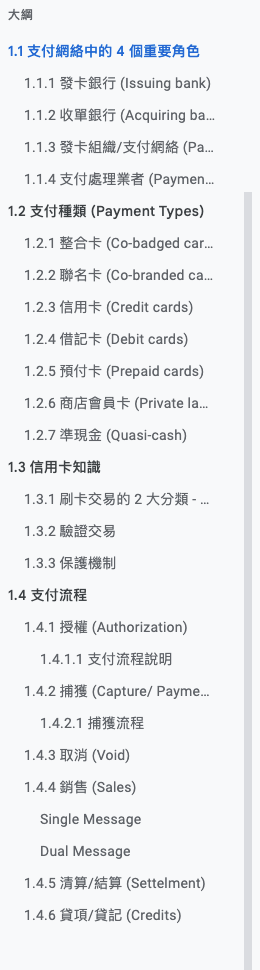 大綱
1.1 支付網絡中的 4 個重要角色
1.1.1 發卡銀行 (Issuing bank)
1.1.2 收單銀行 (Acquiring ba...
1.1.3 發卡組織/支付網絡 (Pa...
1.1.4 支付處理業者 (Paymen...
1.2 支付種類 (Payment Types)
1.2.1 整合卡 (Co-badged car...
1.2.2 聯名卡 (Co-branded ca...
1.2.3 信用卡 (Credit cards)
1.2.4 借記卡 (Debit cards)
1.2.5 預付卡 (Prepaid cards)
1.2.6 商店會員卡 (Private la...
1.2.7 準現金 (Quasi-cash)
1.3 信用卡知識
1.3.1 刷卡交易的 2 大分類 - ...
1.3.2 驗證交易
1.3.3 保護機制
1.4 支付流程
1.4.1 授權 (Authorization)
1.4.1.1 支付流程說明
1.4.2 捕獲 (Capture/ Payme...
1.4.2.1 捕獲流程
1.4.3 取消 (Void)
1.4.4 銷售 (Sales)
Single Message
Dual Message
1.4.5 清算/結算 (Settelment)
1.4.6 貸項/貸記 (Credits)